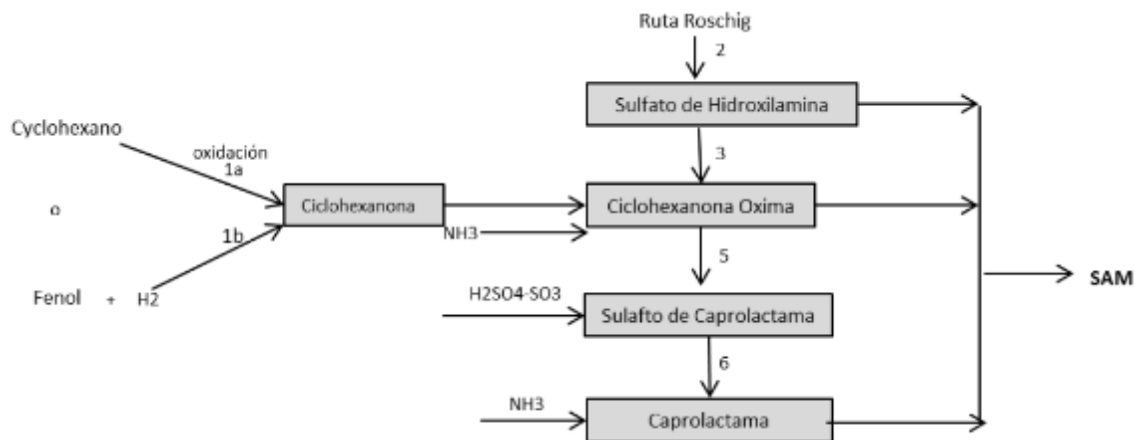 Ruta Roschig
2
Sulfato de Hidroxilamina
Cyclohexano
oxidación
1a
3
Ciclohexanona
Ciclohexanona Oxima
o
1b
NH3
5
Fenol + H2
H2SO4-SO3
SAM
Sulafto de Caprolactama
6
NH3
Caprolactama